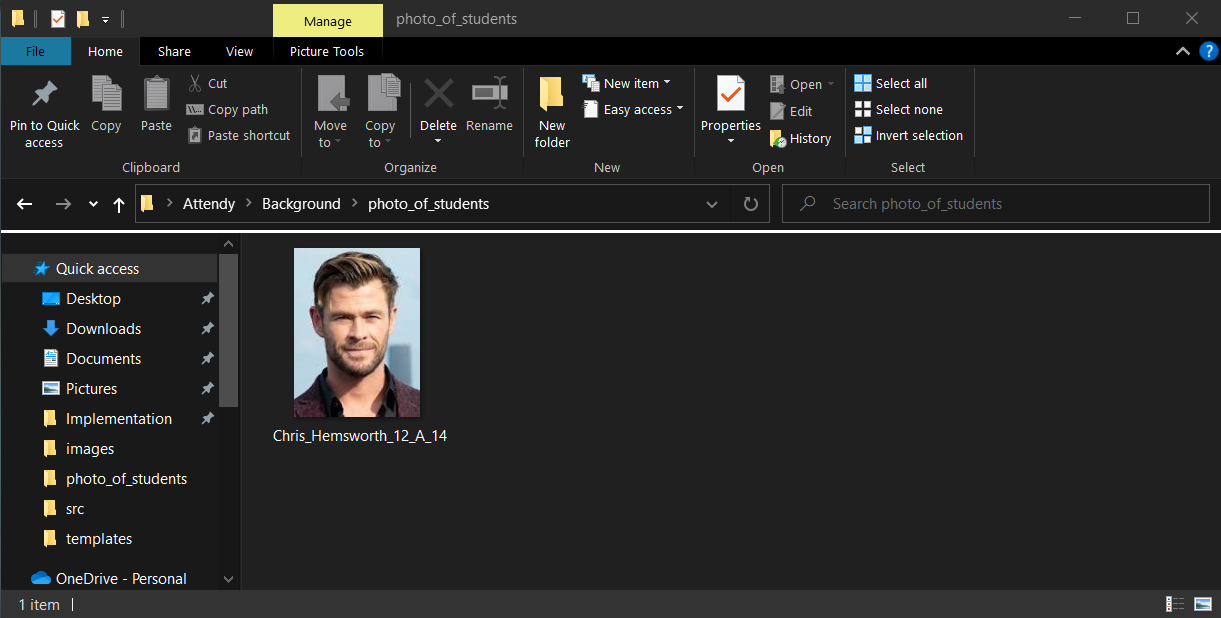 Manage
photo_of_students
File
Home
Share
View
Picture Tools
?
Pin to Quick
access
Copy
Paste
Cut
Copy path
Paste shortcut
Clipboard
Move
to
Copy
to
Delete
Rename
Organize
New
folder
New item
Easy access
New
Properties
Open
Edit
History
Open
Select all
Select none
Invert selection
Select
Attendy > Background > photo_of_students
Search photo_of_students
Quick access
Desktop
Downloads
Documents
Pictures
Implementation
images
photo_of_students
src
templates
OneDrive - Personal
Chris_Hemsworth_12_A_14
1 item